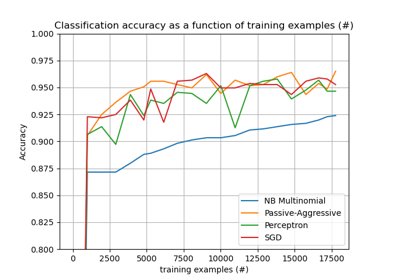 Classification accuracy as a function of training examples (#)
1.000
0.975
0.950
0.925
0.900
0.875
0.850
0.825
0.800
Accuracy
NB Multinomial
Passive-Aggressive
Perceptron
SGD
0 2500 5000 7500 10000 12500 15000 17500
training examples (#)